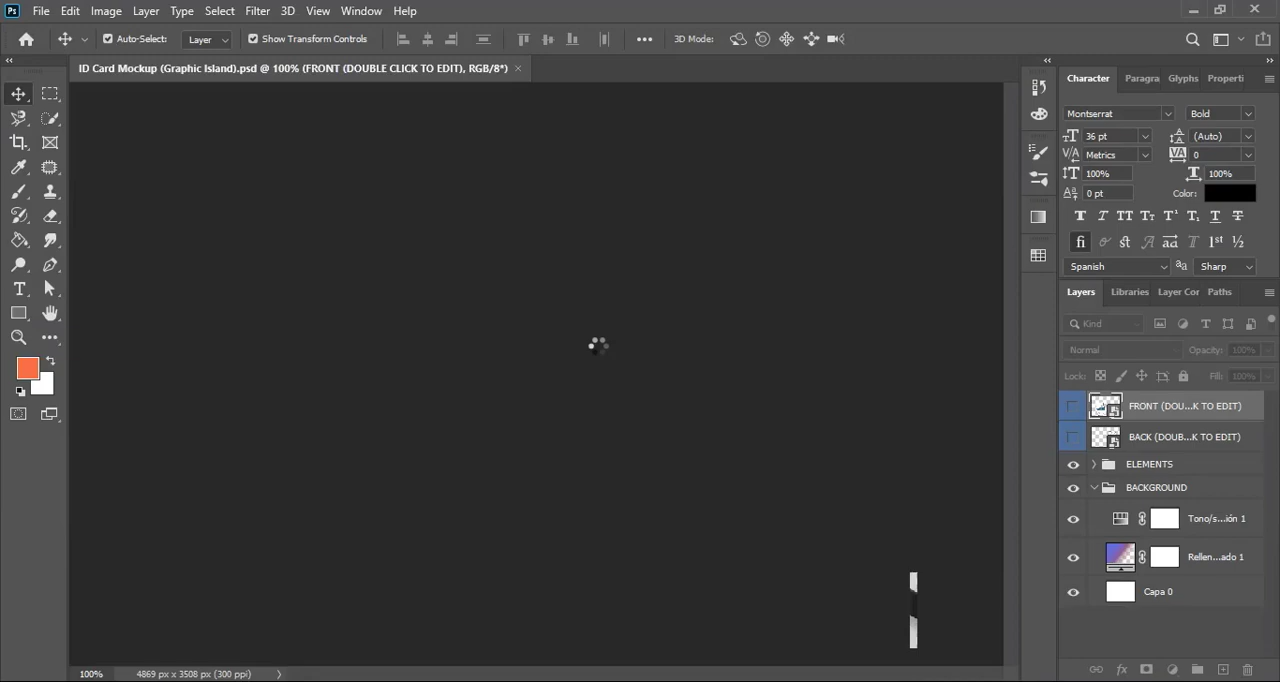 Ps File Edit Image Layer Type Select Filter 3D View Window Help
Auto-Select: Layer Show Transform Controls 3D Mode:
ID Card Mockup (Graphic Island).psd @ 100% (FRONT (DOUBLE CLICK TO EDIT), RGB/8*) ×
Character Paragra Glyphs Properti
Montserrat Bold
36 pt (Auto)
Metrics 0
100% 100%
0 pt Color:
fi st A aa T 1st ½
Spanish aa Sharp
Layers Libraries Layer Cor Paths
Kind
Normal Opacity: 100%
Lock: Fill: 100%
FRONT (DOU...K TO EDIT)
BACK (DOUB...K TO EDIT)
ELEMENTS
BACKGROUND
Tono/s...ión 1
Rellen...ado 1
Capa 0
100% 4869 px x 3508 px (300 ppi)
fx